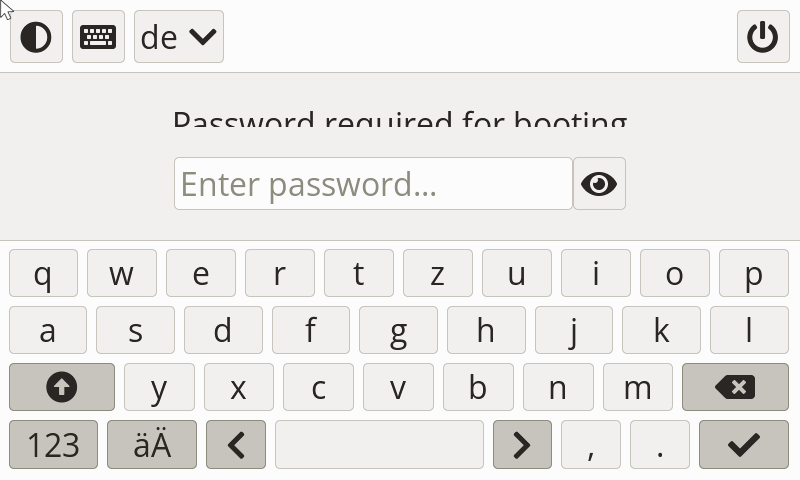 de
Password required for booting
Enter password...
q w e r t z u i o p
a s d f g h j k l
y x c v b n m
123 äÄ , .